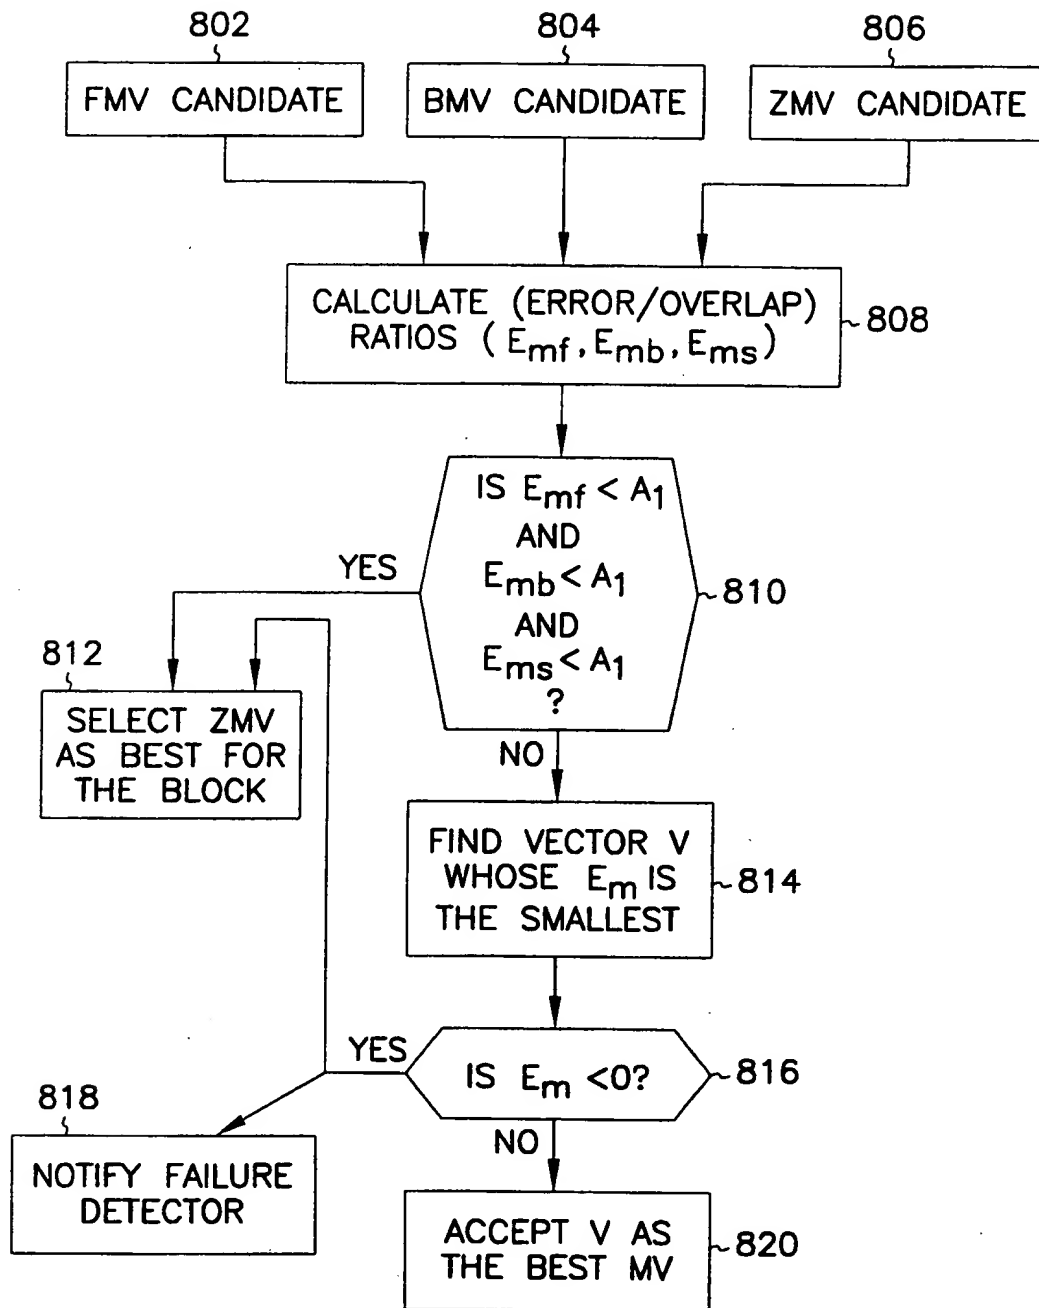 802
804
806
FMV CANDIDATE
BMV CANDIDATE
ZMV CANDIDATE
CALCULATE (ERROR/OVERLAP)
RATIOS (Emf, Emb, Ems)
808
IS Emf < A1
AND
Emb < A1
AND
Ems < A1
?
810
YES
NO
812
SELECT ZMV
AS BEST FOR
THE BLOCK
FIND VECTOR V
WHOSE Em IS
THE SMALLEST
814
YES
IS Em <0?
816
NO
818
NOTIFY FAILURE
DETECTOR
ACCEPT V AS
THE BEST MV
820